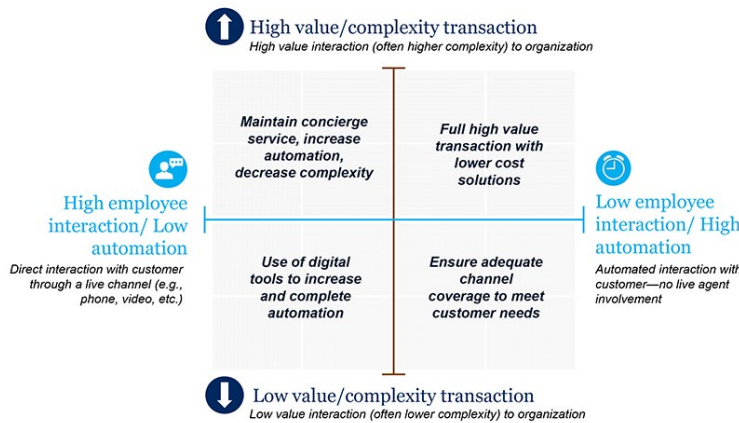 High value/complexity transaction
High value interaction (often higher complexity) to organization
Maintain concierge
service, increase
automation,
decrease complexity
Full high value
transaction with
lower cost
solutions
High employee
interaction/ Low
automation
Direct interaction with customer
through a live channel (e.g.,
phone, video, etc.)
Low employee
interaction/ High
automation
Automated interaction with
customer—no live agent
involvement
Use of digital
tools to increase
and complete
automation
Ensure adequate
channel
coverage to meet
customer needs
Low value/complexity transaction
Low value interaction (often lower complexity) to organization